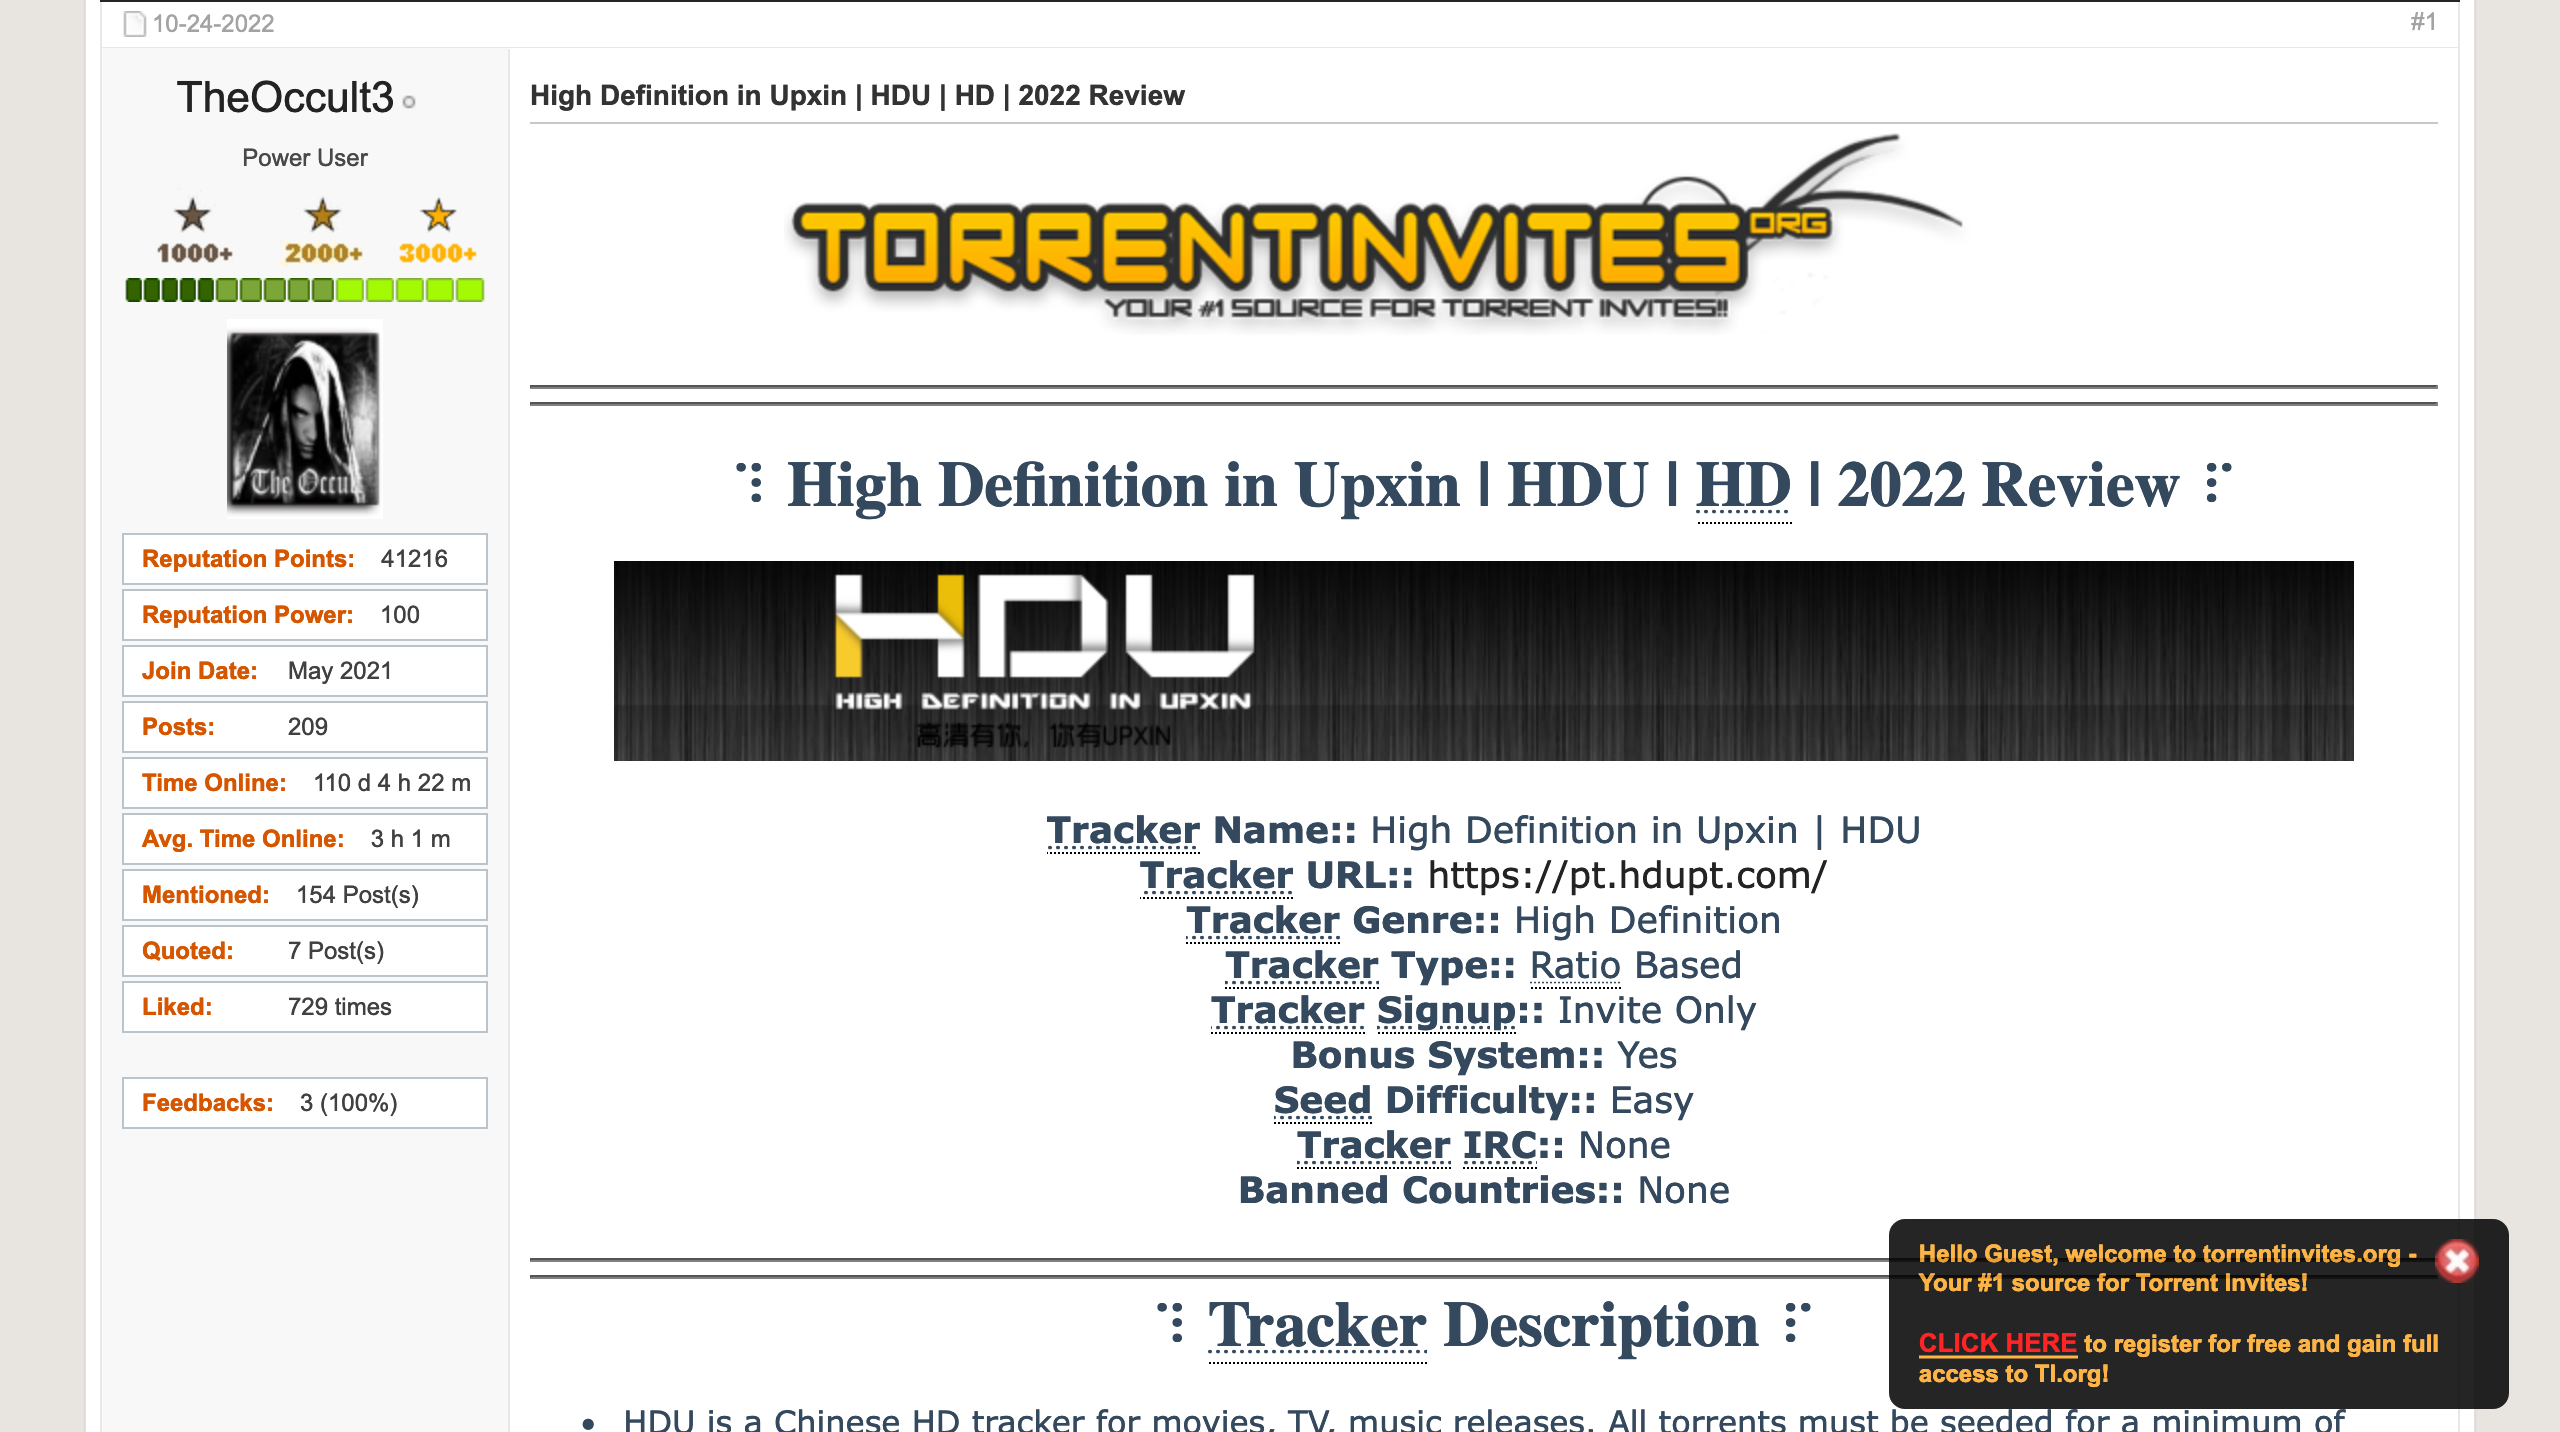 10-24-2022
#1
TheOccult3
Power User
1000+ 2000+ 3000+
The Occult
Reputation Points: 41216
Reputation Power: 100
Join Date: May 2021
Posts: 209
Time Online: 110 d 4 h 22 m
Avg. Time Online: 3 h 1 m
Mentioned: 154 Post(s)
Quoted: 7 Post(s)
Liked: 729 times
Feedbacks: 3 (100%)
High Definition in Upxin | HDU | HD | 2022 Review
TORRENTINVITES ORG
YOUR #1 SOURCE FOR TORRENT INVITES!!
High Definition in Upxin | HDU | HD | 2022 Review
HDU
HIGH DEFINITION IN UPXIN
高清有你, 你有UPXIN
Tracker Name:: High Definition in Upxin | HDU
Tracker URL:: https://pt.hdupt.com/
Tracker Genre:: High Definition
Tracker Type:: Ratio Based
Tracker Signup:: Invite Only
Bonus System:: Yes
Seed Difficulty:: Easy
Tracker IRC:: None
Banned Countries:: None
Tracker Description
• HDU is a Chinese HD tracker for movies, TV, music releases. All torrents must be seeded for a minimum of
Hello Guest, welcome to torrentinvites.org -
Your #1 source for Torrent Invites!
CLICK HERE to register for free and gain full
access to TI.org!